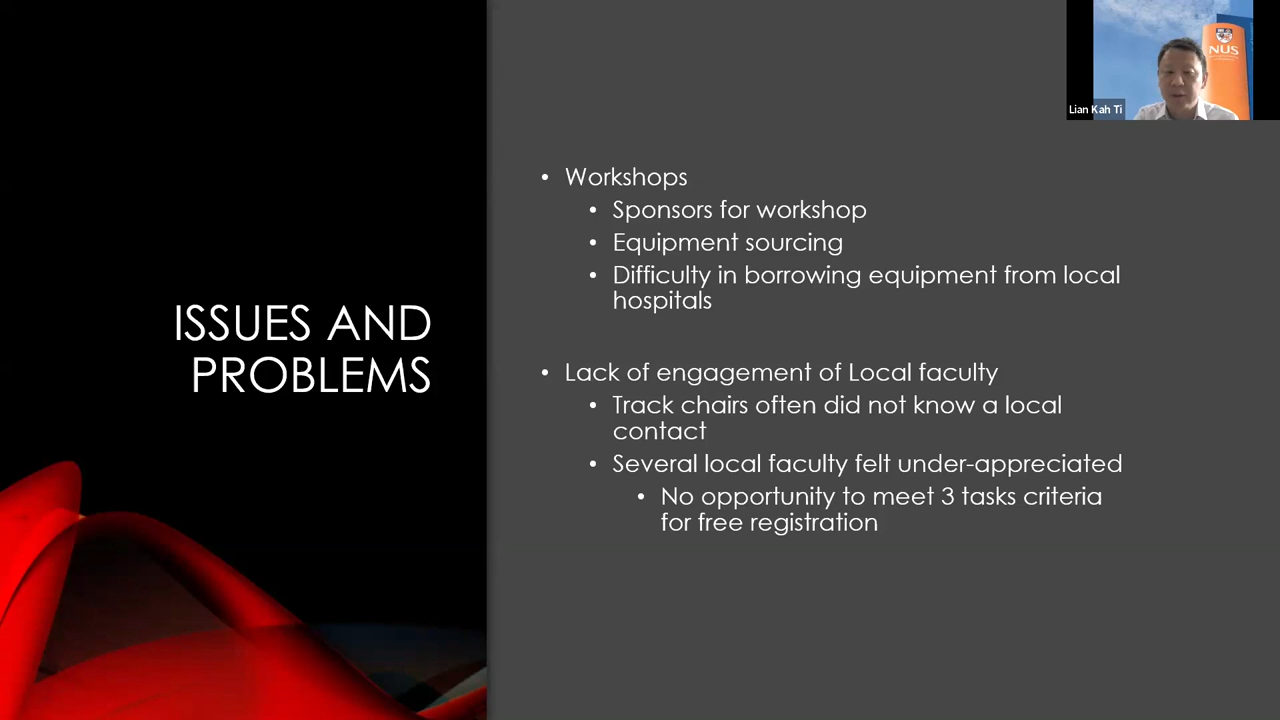 NUS
Lian Kah Ti
ISSUES AND
PROBLEMS
• Workshops
• Sponsors for workshop
• Equipment sourcing
• Difficulty in borrowing equipment from local
hospitals
• Lack of engagement of Local faculty
• Track chairs often did not know a local
contact
• Several local faculty felt under-appreciated
• No opportunity to meet 3 tasks criteria
for free registration